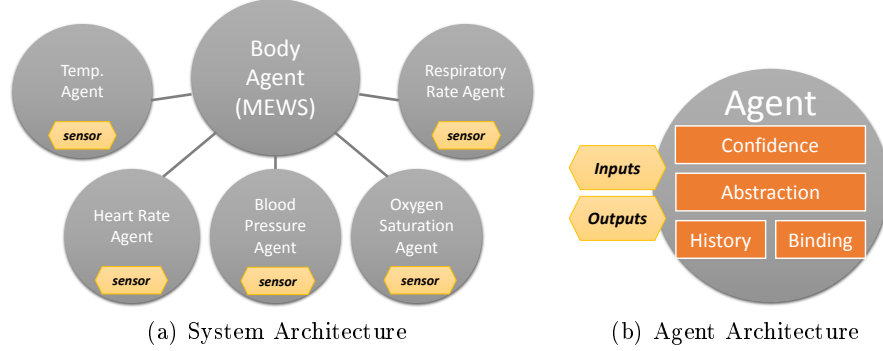 Temp.
Agent
sensor
Body
Agent
(MEWS)
Respiratory
Rate Agent
sensor
Heart Rate
Agent
sensor
Blood
Pressure
Agent
sensor
Oxygen
Saturation
Agent
sensor
(a) System Architecture
Agent
Inputs
Outputs
Confidence
Abstraction
History
Binding
(b) Agent Architecture